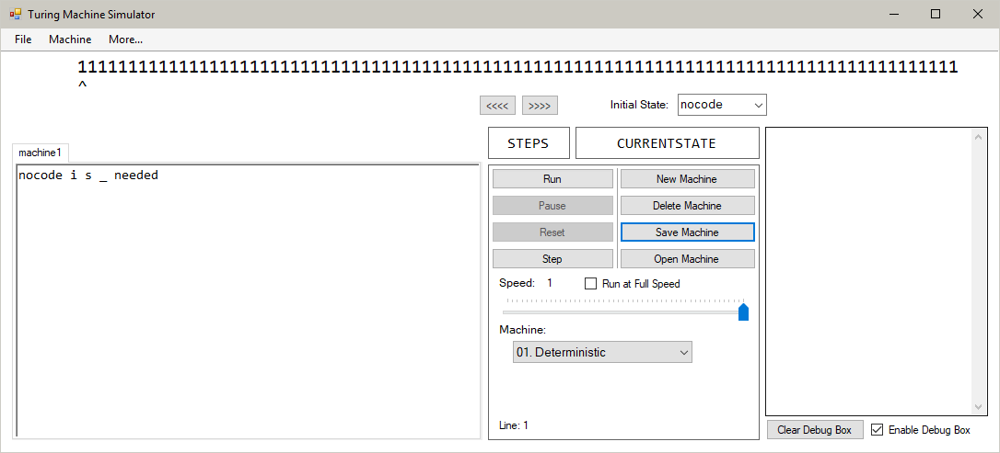 Turing Machine Simulator
File Machine More...
111111111111111111111111111111111111111111111111111111111111111111111111111111111111111
^
<<<< >>>> Initial State: nocode
STEPS CURRENTSTATE
machine1
nocode i s _ needed
Run New Machine
Pause Delete Machine
Reset Save Machine
Step Open Machine
Speed: 1 Run at Full Speed
Machine:
01. Deterministic
Line: 1
Clear Debug Box Enable Debug Box